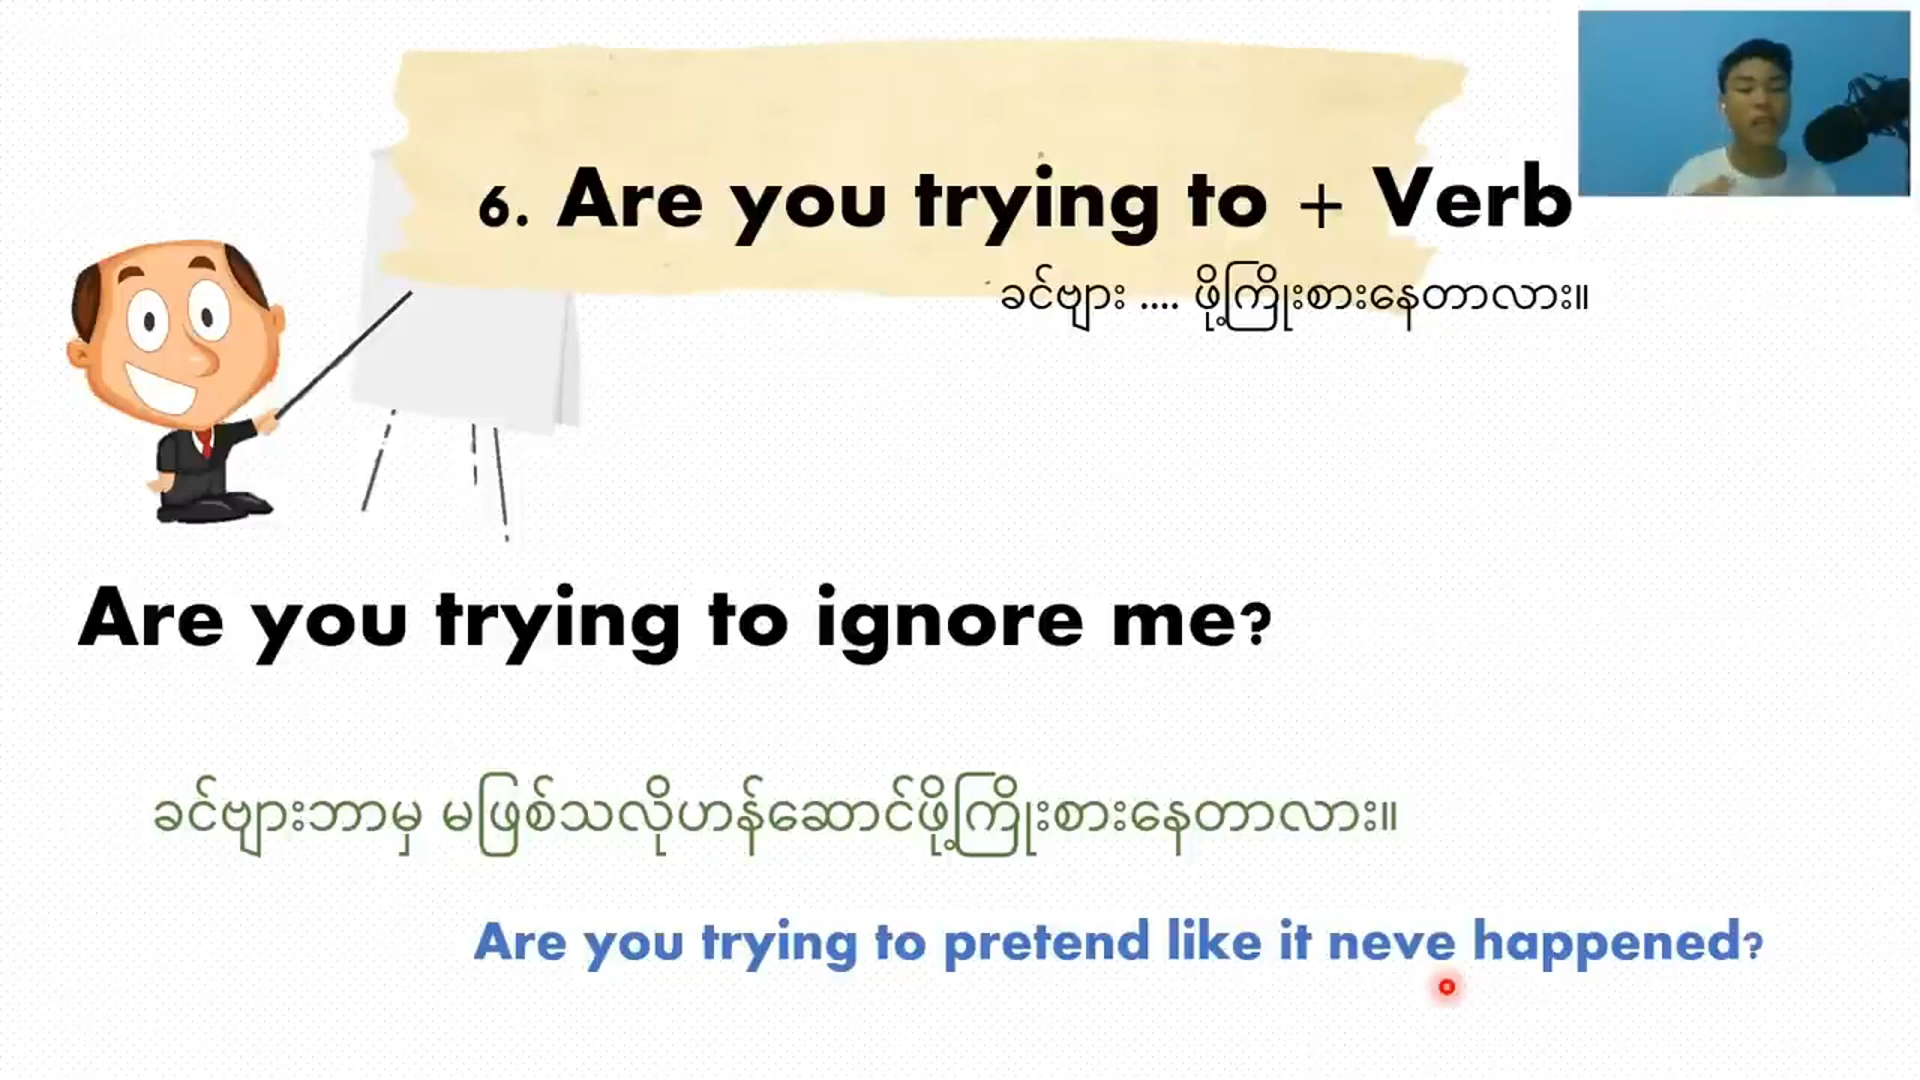 6. Are you trying to + Verb
ခင်ဗျား .... ဖို့ကြိုးစားနေတာလား။
Are you trying to ignore me?
ခင်ဗျားဘာမှ မဖြစ်သလိုဟန်ဆောင်ဖို့ကြိုးစားနေတာလား။
Are you trying to pretend like it neve happened?